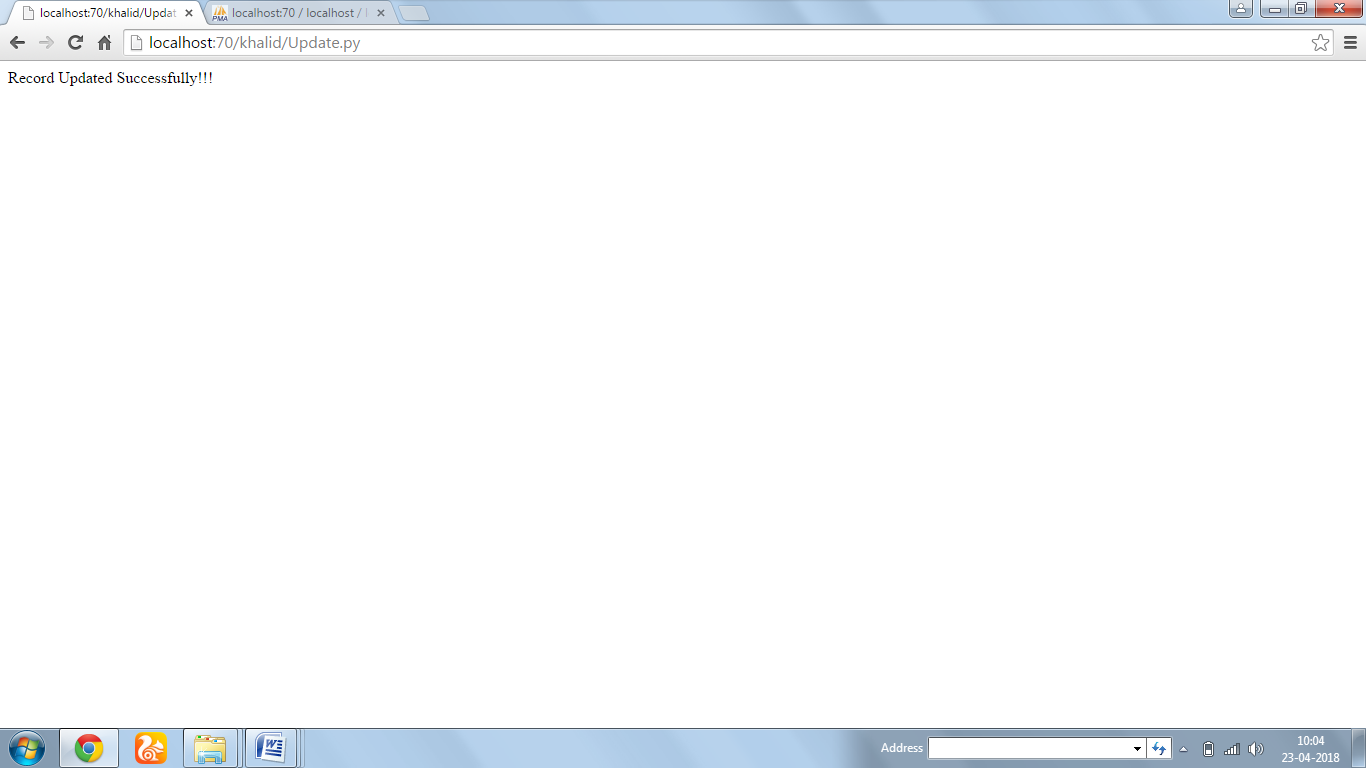 localhost:70/khalid/Updat
PMA localhost:70 / localhost /
localhost:70/khalid/Update.py
Record Updated Successfully!!!
Address
10:04
23-04-2018